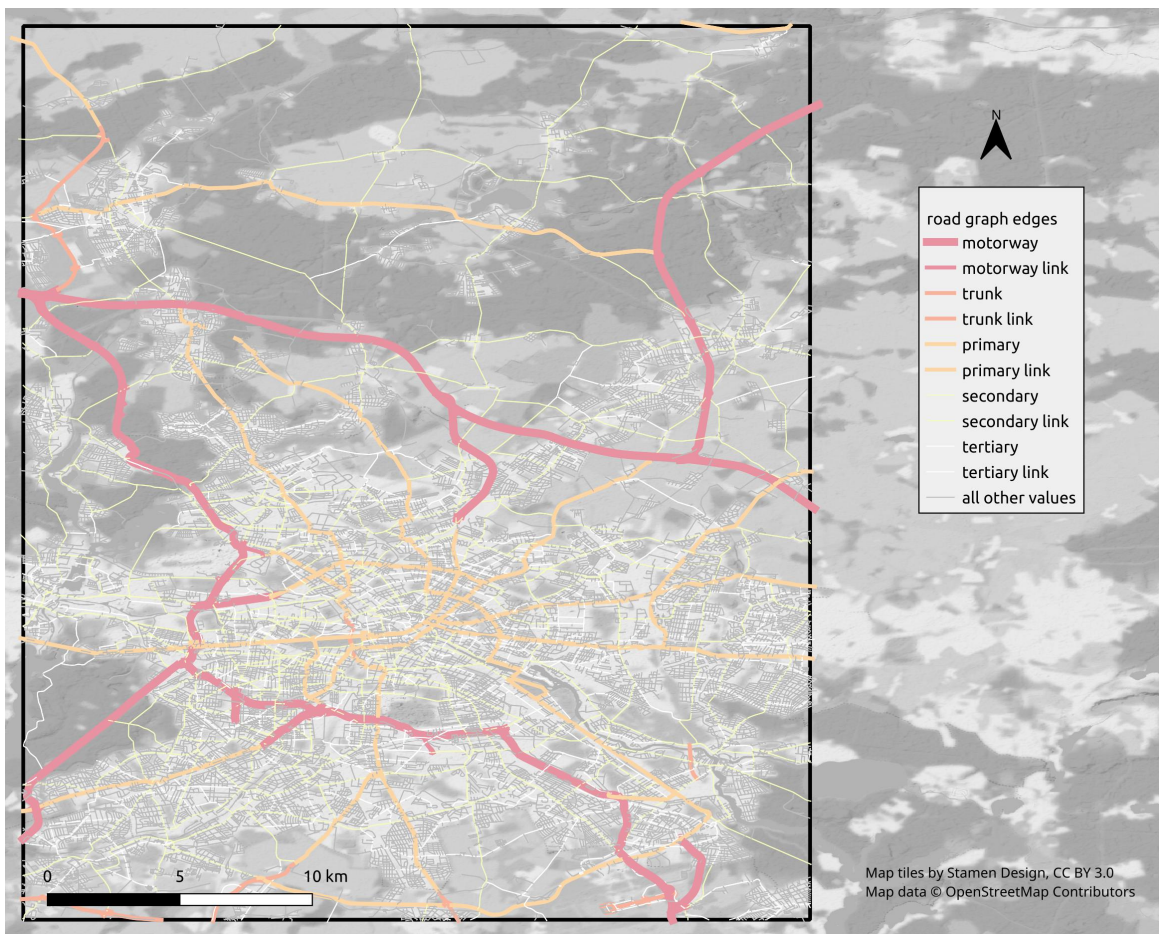 N
road graph edges
motorway
motorway link
trunk
trunk link
primary
primary link
secondary
secondary link
tertiary
tertiary link
all other values
0 5 10 km
Map tiles by Stamen Design, CC BY 3.0
Map data © OpenStreetMap Contributors